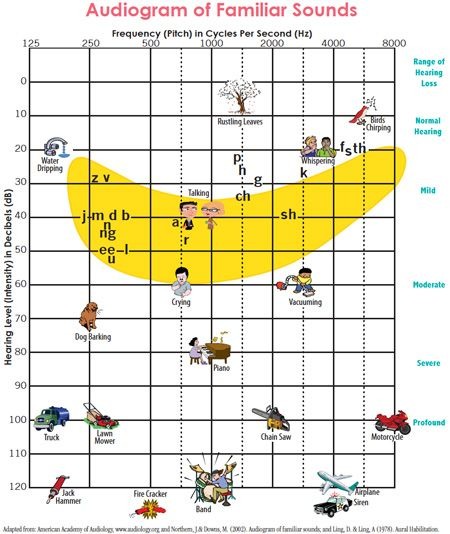 Audiogram of Familiar Sounds
Frequency (Pitch) in Cycles Per Second (Hz)
125 250 500 1000 2000 4000 8000
Range of
Hearing
Loss
0
10
Rustling Leaves
Birds
Chirping
Normal
Hearing
20
Water
Dripping
Whispering
f s th
p
h
g
k
z v
30
Mild
Talking
ch
40
j m d b
n
ng
a
r
sh
50
ee l
u
60
Crying
Vacuuming
Moderate
70
Dog Barking
80
Piano
Severe
90
100
Truck
Lawn
Mower
Chain Saw
Motorcycle
Profound
110
120
Jack
Hammer
Fire Cracker
Band
Airplane
Siren
Hearing Level (Intensity) in Decibels (dB)
Adapted from: American Academy of Audiology, www.audiology.org and Northern, J.& Downs, M. (2002). Audiogram of familiar sounds; and Ling, D. & Ling, A (1978). Aural Habilitation.